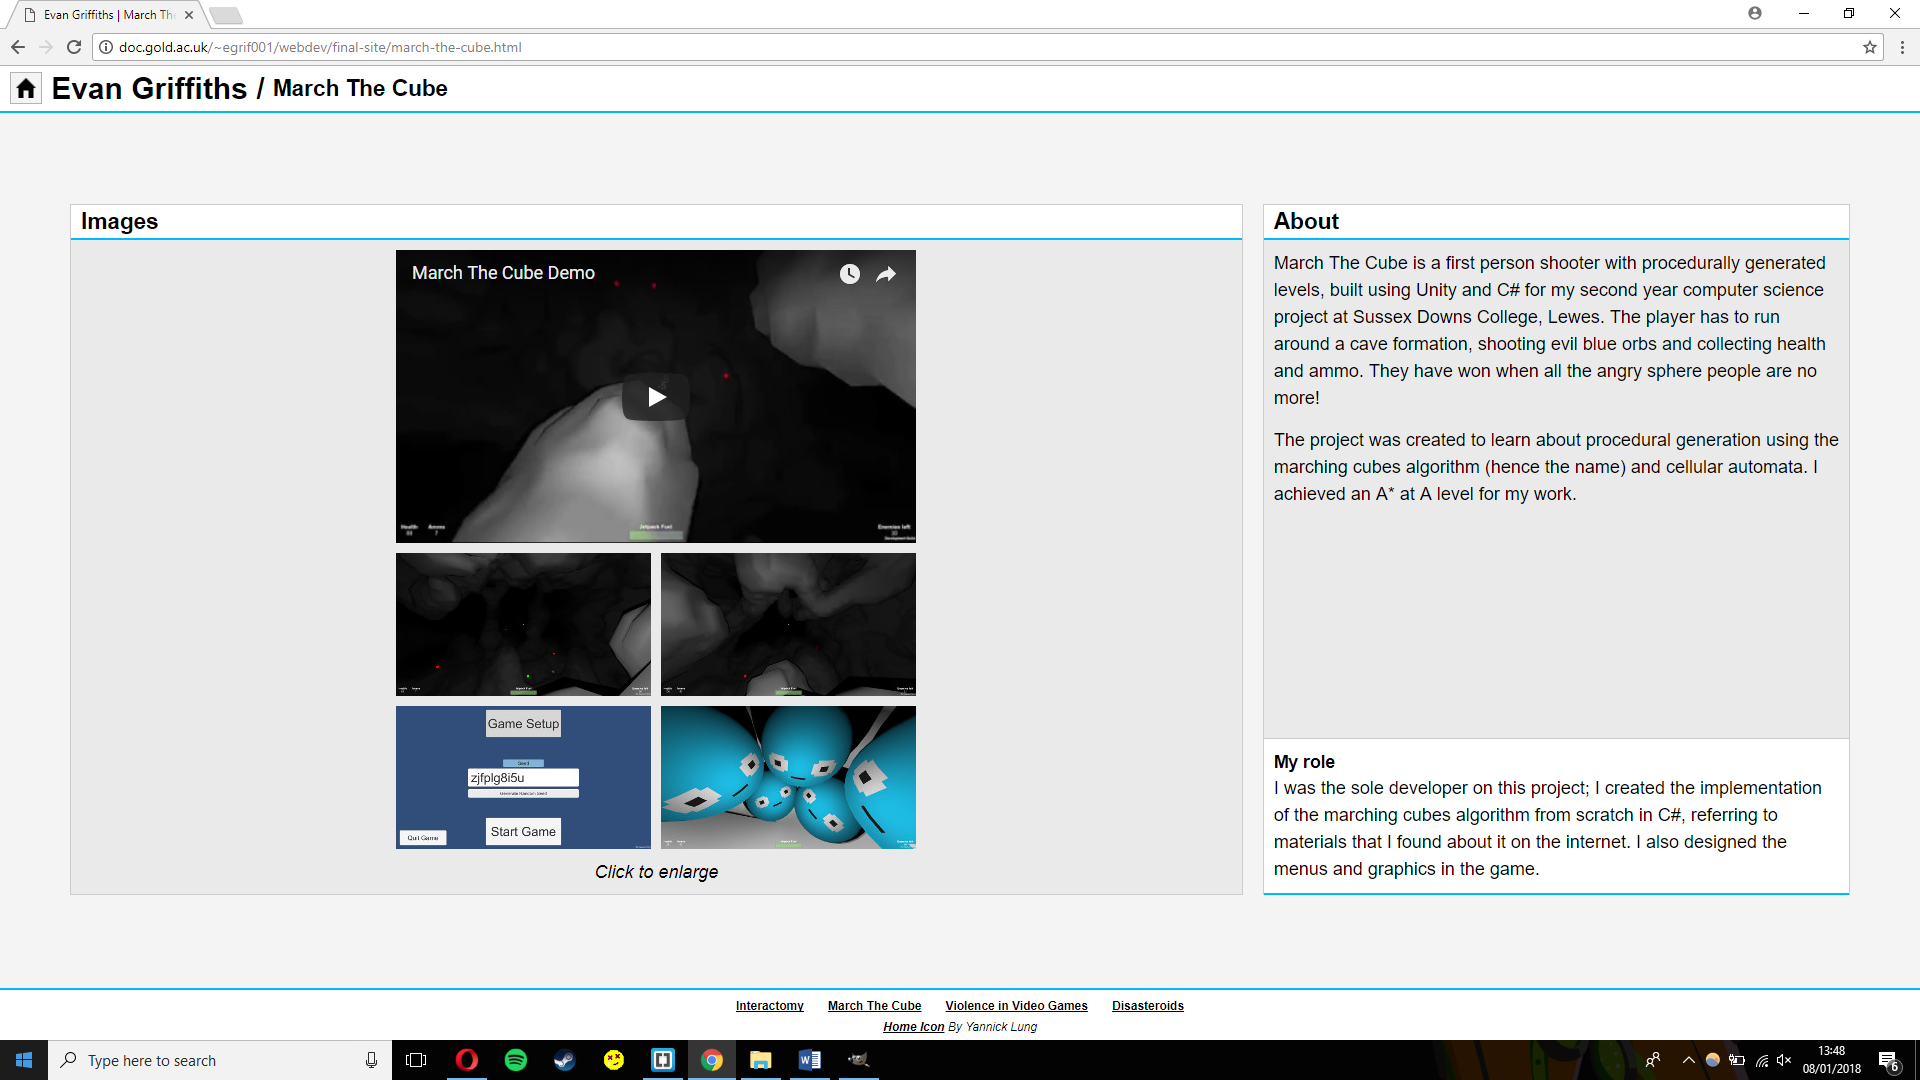 Evan Griffiths | March Th
doc.gold.ac.uk/~egrif001/webdev/final-site/march-the-cube.html
Evan Griffiths / March The Cube
Images
March The Cube Demo
Health
Ammo
Jetpack Fuel
Enemies left
Development Build
Game Setup
Seed
zjfplg8i5u
Generate Random Seed
Start Game
Quit Game
Click to enlarge
About
March The Cube is a first person shooter with procedurally generated
levels, built using Unity and C# for my second year computer science
project at Sussex Downs College, Lewes. The player has to run
around a cave formation, shooting evil blue orbs and collecting health
and ammo. They have won when all the angry sphere people are no
more!
The project was created to learn about procedural generation using the
marching cubes algorithm (hence the name) and cellular automata. I
achieved an A* at A level for my work.
My role
I was the sole developer on this project; I created the implementation
of the marching cubes algorithm from scratch in C#, referring to
materials that I found about it on the internet. I also designed the
menus and graphics in the game.
Interactomy March The Cube Violence in Video Games Disasteroids
Home Icon By Yannick Lung
Type here to search
13:48
08/01/2018
6